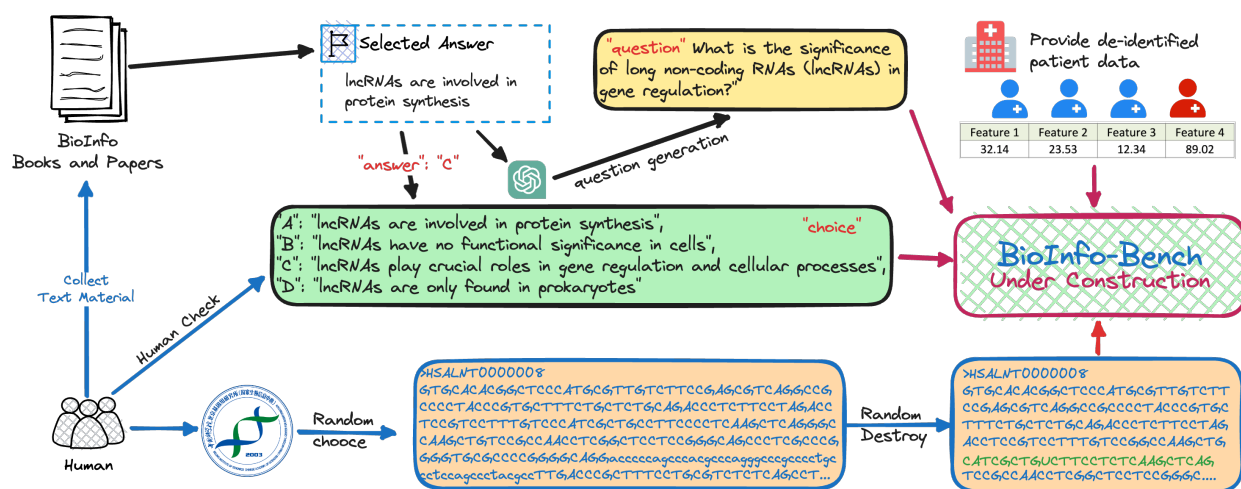 Selected Answer
lncRNAs are involved in
protein synthesis
BioInfo
Books and Papers
"answer": "C"
question generation
"question" What is the significance
of long non-coding RNAs (lncRNAs) in
gene regulation?"
Provide de-identified
patient data
Feature 1 Feature 2 Feature 3 Feature 4
32.14 23.53 12.34 89.02
"A": "lncRNAs are involved in protein synthesis",
"choice"
"B": "lncRNAs have no functional significance in cells",
"C": "lncRNAs play crucial roles in gene regulation and cellular processes",
"D": "lncRNAs are only found in prokaryotes"
BioInfo-Bench
Under Construction
Collect
Text Material
Human Check
Human
2003
Random
chooce
>HSALNT0000008
GTGCACACGGCTCCCATGCGTTGTCTTCCGAGCGTCAGGCCG
CCCCCTACCCGTGCTTTCTGCTCTGCAGACCCTCTTCCTAGACC
TCCGTCCTTTGTCCCATCGCTGCCTTCCCCTCAAGCTCAGGGC
CAAGCTGTCCGCCAACCTCGGCTCCTCCGGGGCAGCCCTCGCCCG
GGGGTGCGCCCCGGGGCAGGacccccagcccacgcccagggcccgcccctgc
cctccagccctacgccTTGACCCGCTTTCCTGCGTCTCTCAGCCT...
Random
Destroy
>HSALNT0000008
GTGCACACGGCTCCCATGCGTTGTCTT
CCGAGCGTCAGGCCGCCCCCTACCCGTGC
TTTCTGCTCTGCAGACCCTCTTCCTAG
ACCTCCGTCCTTTGTCCGGCCAAGCTG
CATCGCTGUCTTCCTCTCAAGCTCAG
TCCGCCAACCTCGGCTCCTCCGGGC....